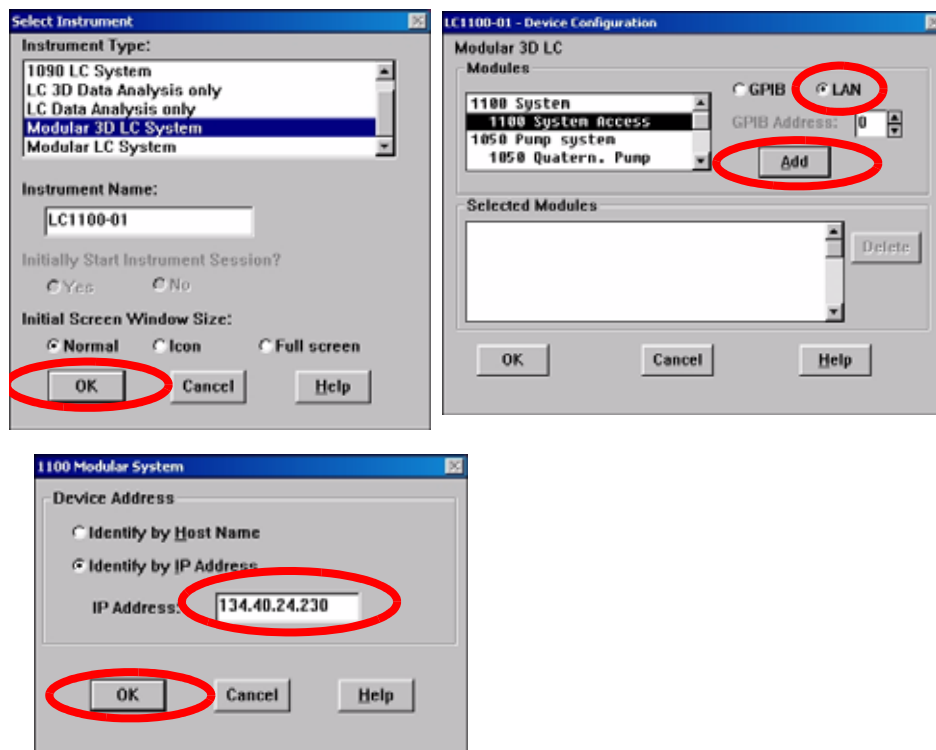 Select Instrument
Instrument Type:
1090 LC System
LC 3D Data Analysis only
LC Data Analysis only
Modular 3D LC System
Modular LC System
Instrument Name:
LC1100-01
Initially Start Instrument Session?
Yes No
Initial Screen Window Size:
Normal Icon Full screen
OK Cancel Help
LC1100-01 - Device Configuration
Modular 3D LC
Modules
1100 System
1100 System Access
1050 Pump system
1050 Quatern. Pump
GPIB LAN
GPIB Address: 0
Add
Selected Modules
Delete
OK Cancel Help
1100 Modular System
Device Address
Identify by Host Name
Identify by IP Address
IP Address: 134.40.24.230
OK Cancel Help